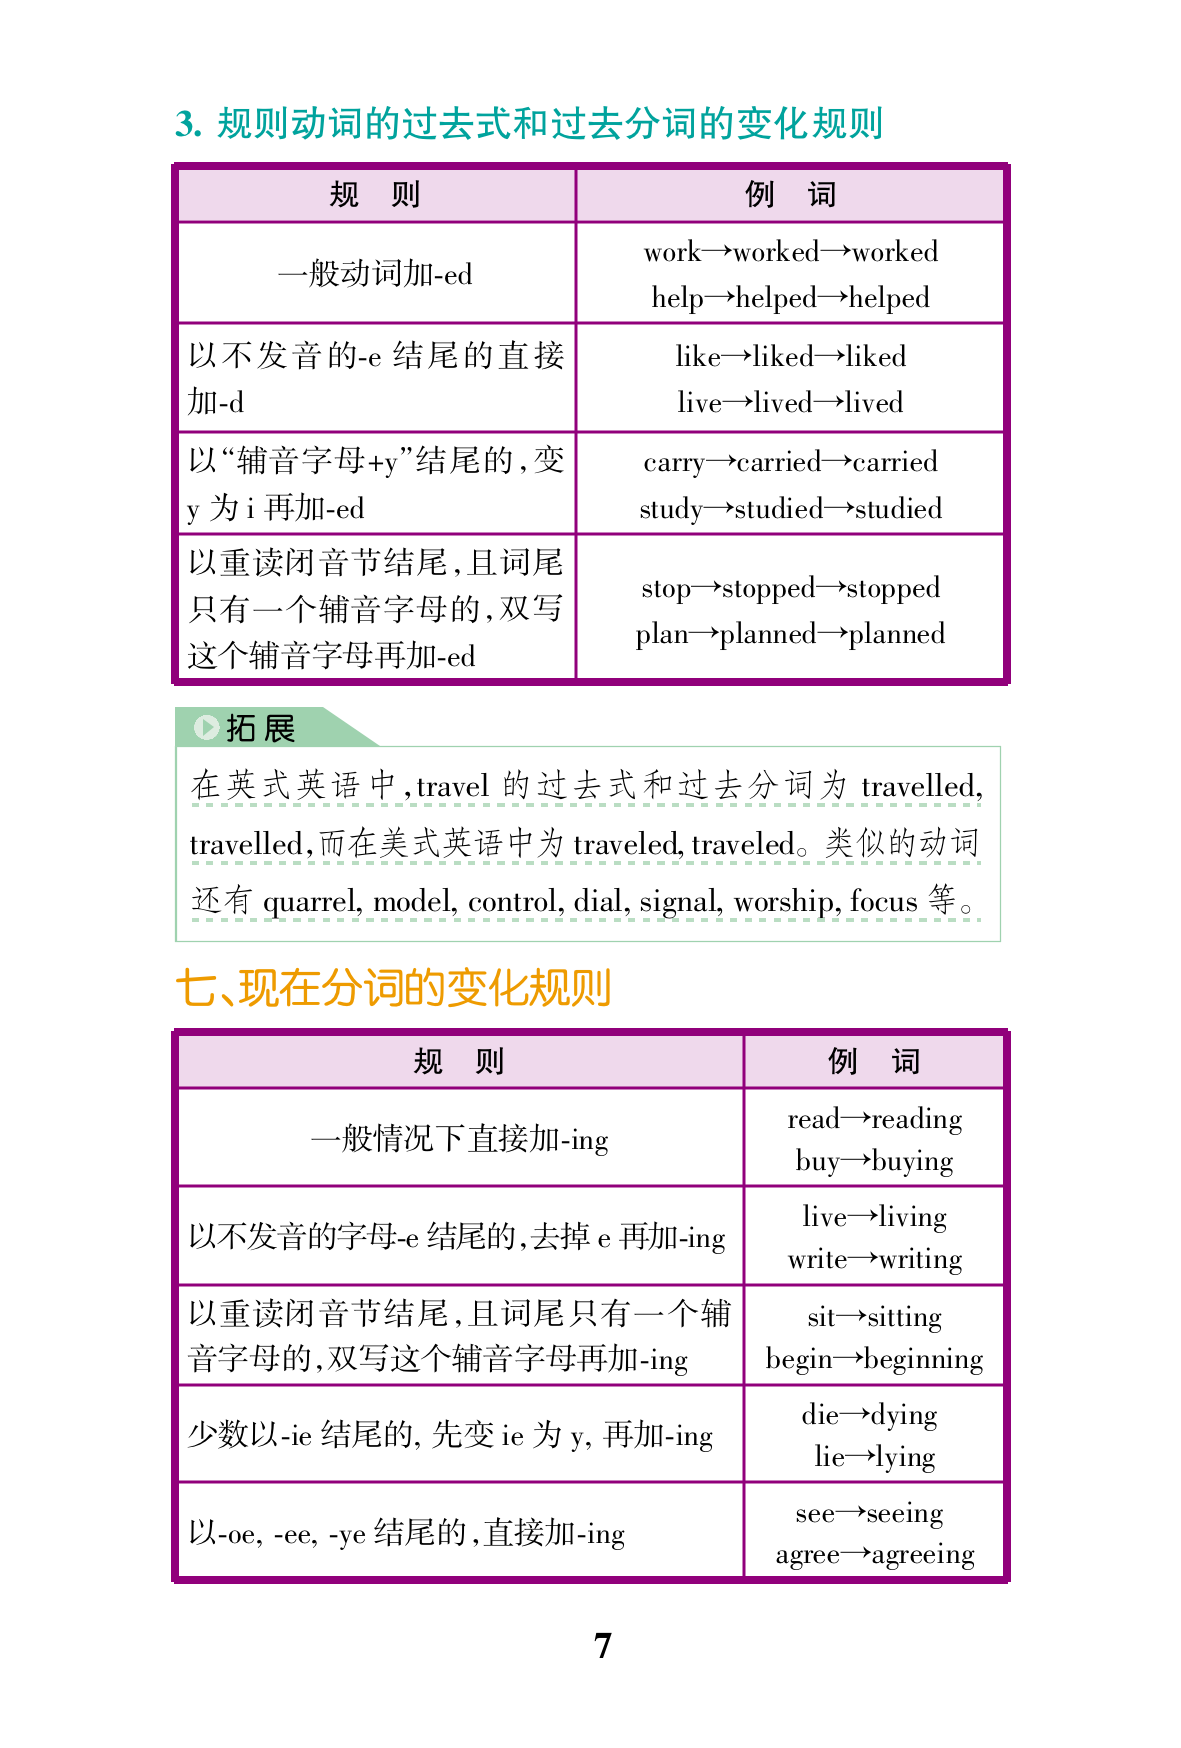 3. 规则动词的过去式和过去分词的变化规则
规 则
例 词
一般动词加-ed
work→worked→worked
help→helped→helped
以不发音的-e 结尾的直接
加-d
like→liked→liked
live→lived→lived
以“辅音字母+y”结尾的,变
y 为 i 再加-ed
carry→carried→carried
study→studied→studied
以重读闭音节结尾,且词尾
只有一个辅音字母的,双写
这个辅音字母再加-ed
stop→stopped→stopped
plan→planned→planned
拓展
在英式英语中,travel 的过去式和过去分词为 travelled,
travelled,而在美式英语中为 traveled, traveled。类似的动词
还有 quarrel, model, control, dial, signal, worship, focus 等。
七、现在分词的变化规则
规 则
例 词
一般情况下直接加-ing
read→reading
buy→buying
以不发音的字母-e 结尾的,去掉 e 再加-ing
live→living
write→writing
以重读闭音节结尾,且词尾只有一个辅
音字母的,双写这个辅音字母再加-ing
sit→sitting
begin→beginning
少数以-ie 结尾的, 先变 ie 为 y, 再加-ing
die→dying
lie→lying
以-oe, -ee, -ye 结尾的,直接加-ing
see→seeing
agree→agreeing
7